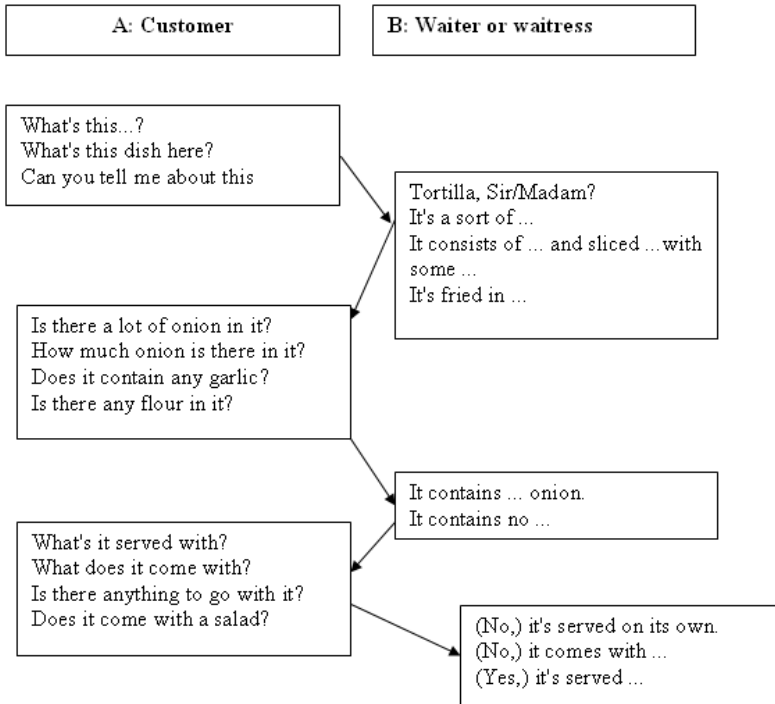 A: Customer
B: Waiter or waitress
What's this...?
What's this dish here?
Can you tell me about this
Tortilla, Sir/Madam?
It's a sort of ...
It consists of ... and sliced ...with
some ...
It's fried in ...
Is there a lot of onion in it?
How much onion is there in it?
Does it contain any garlic?
Is there any flour in it?
It contains ... onion.
It contains no ...
What's it served with?
What does it come with?
Is there anything to go with it?
Does it come with a salad?
(No,) it's served on its own.
(No,) it comes with ...
(Yes,) it's served ...